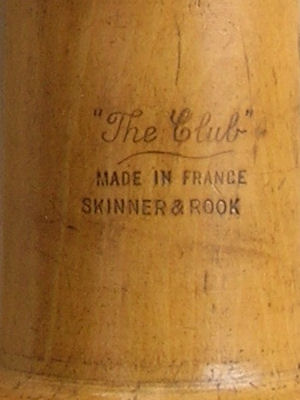 "The Club"
MADE IN FRANCE
SKINNER & ROOK